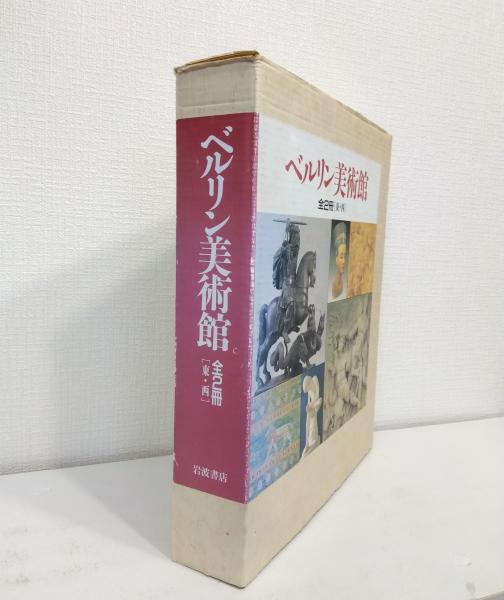 ベルリン美術館
全2冊
［東・西］
岩波書店
ベルリン美術館
全2冊［東・西］